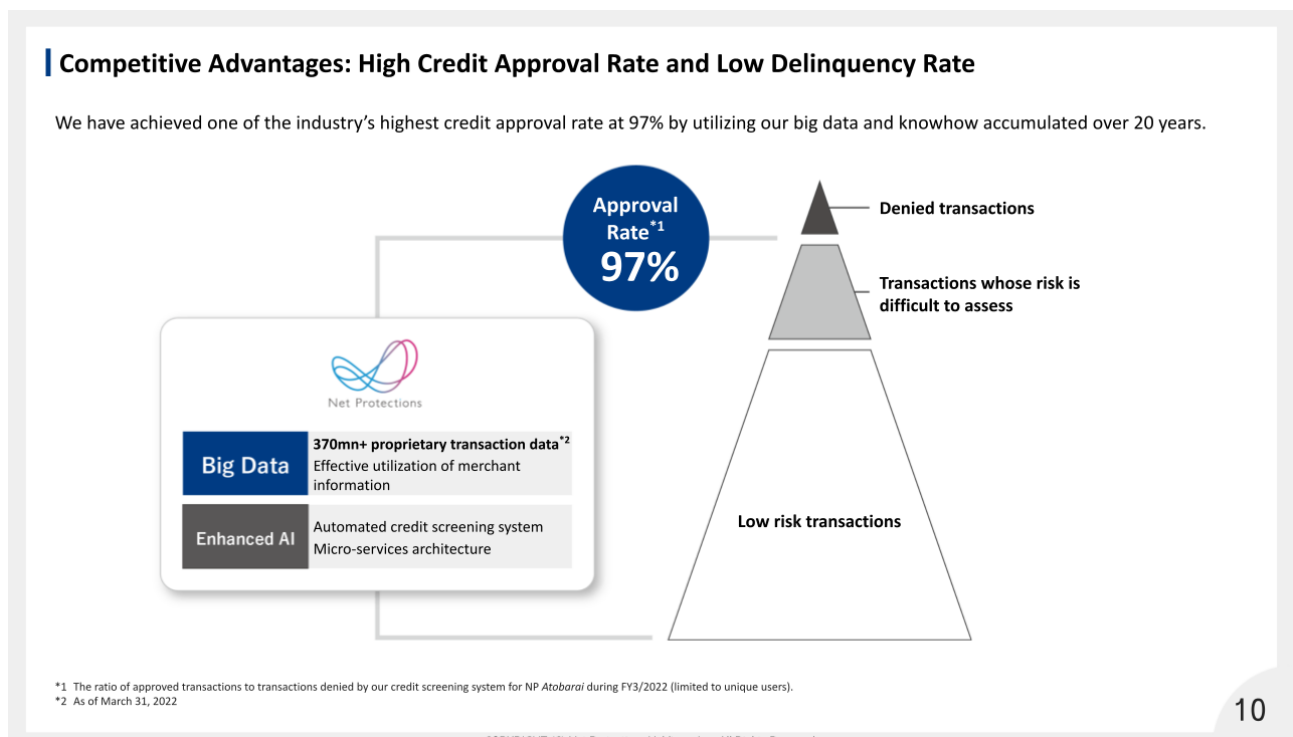 Competitive Advantages: High Credit Approval Rate and Low Delinquency Rate
We have achieved one of the industry's highest credit approval rate at 97% by utilizing our big data and knowhow accumulated over 20 years.
Approval
Rate*1
97%
Denied transactions
Transactions whose risk is
difficult to assess
Low risk transactions
Net Protections
Big Data
370mn+ proprietary transaction data*2
Effective utilization of merchant
information
Enhanced AI
Automated credit screening system
Micro-services architecture
*1 The ratio of approved transactions to transactions denied by our credit screening system for NP Atobarai during FY3/2022 (limited to unique users).
*2 As of March 31, 2022
10